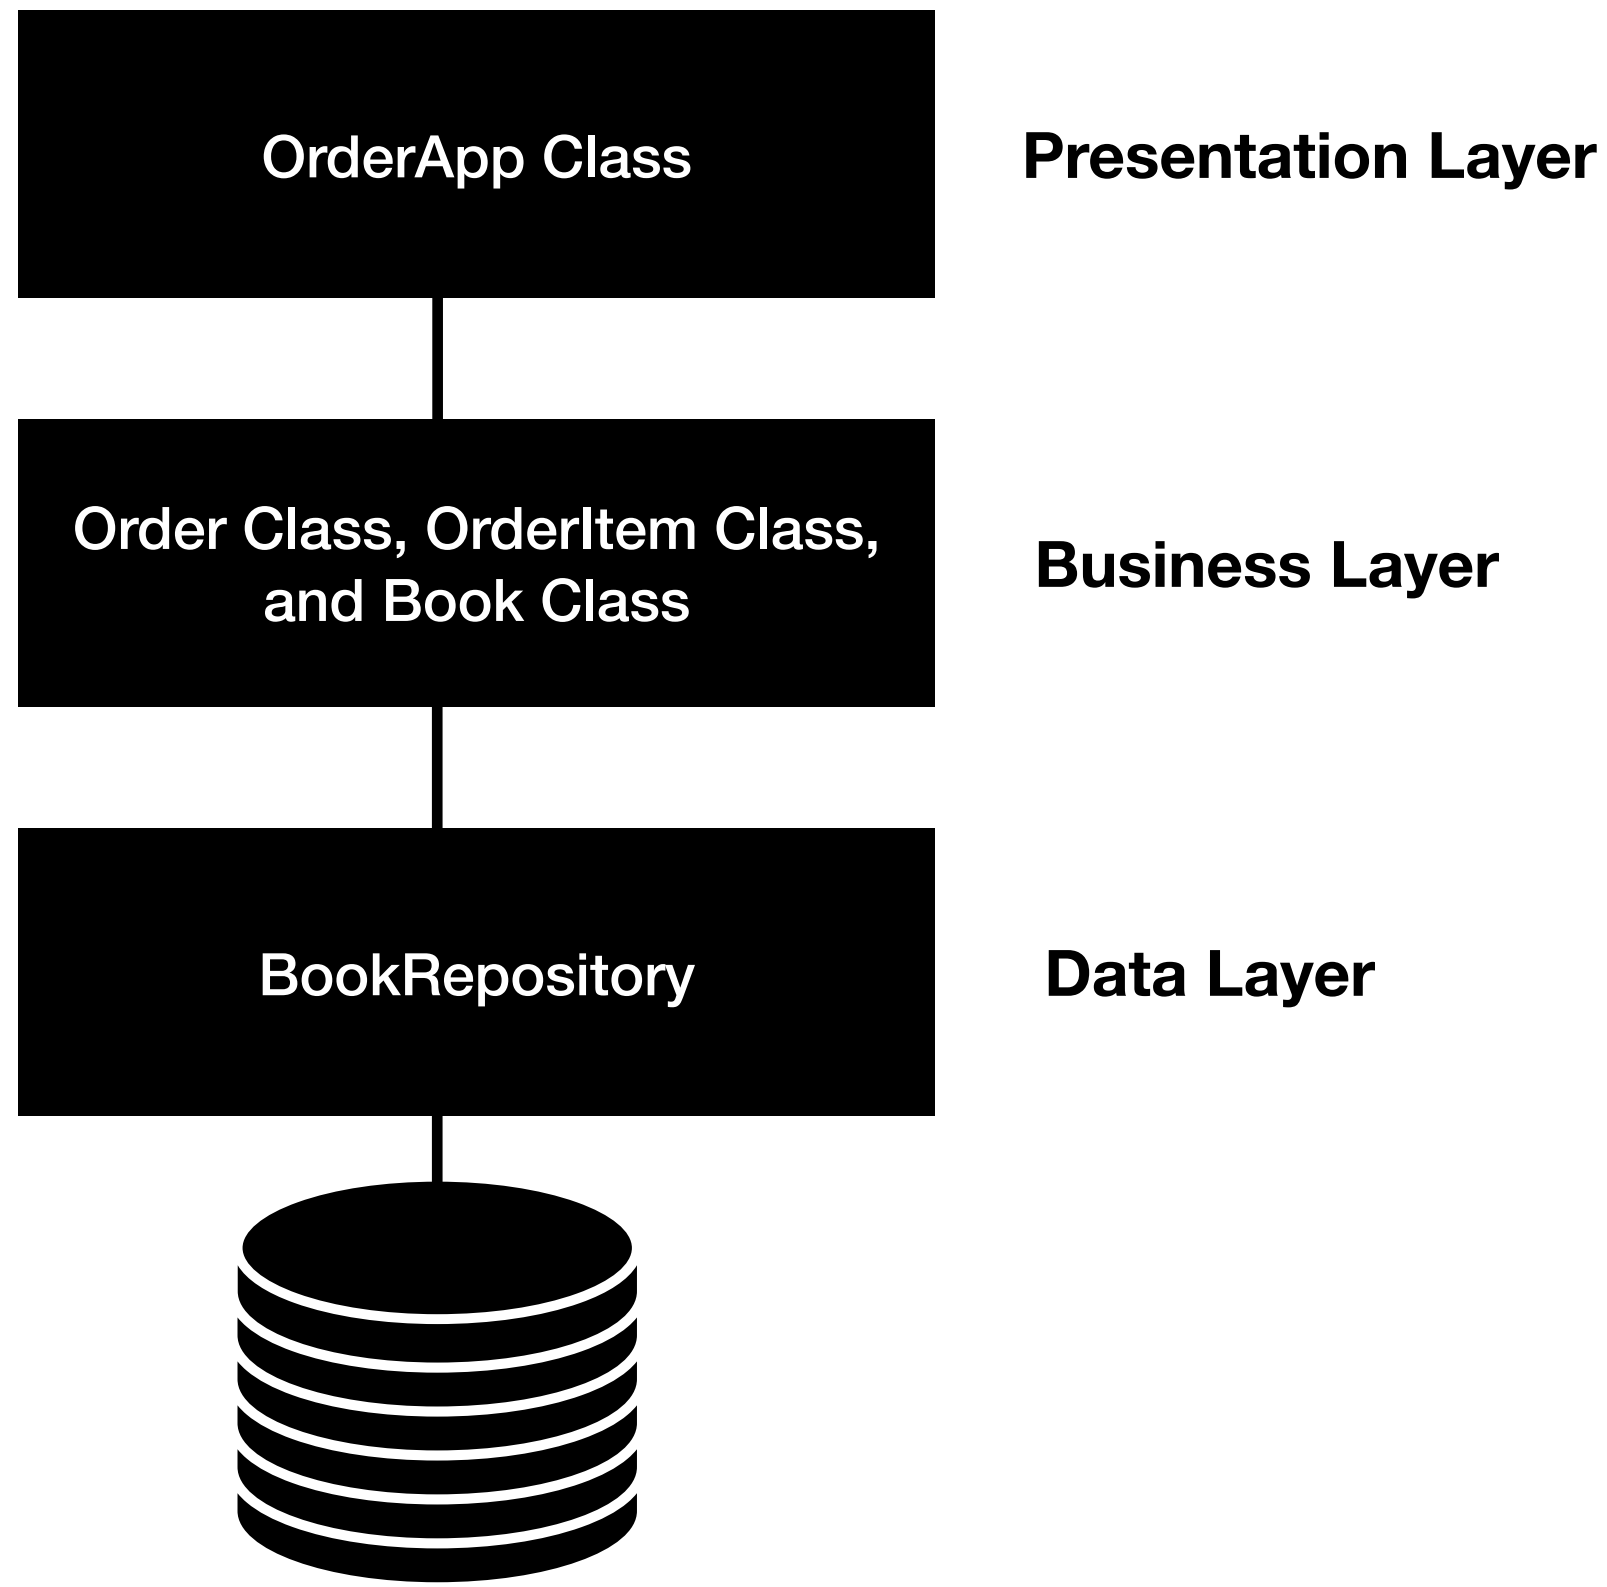 OrderApp Class
Presentation Layer
Order Class, OrderItem Class,
and Book Class
Business Layer
BookRepository
Data Layer